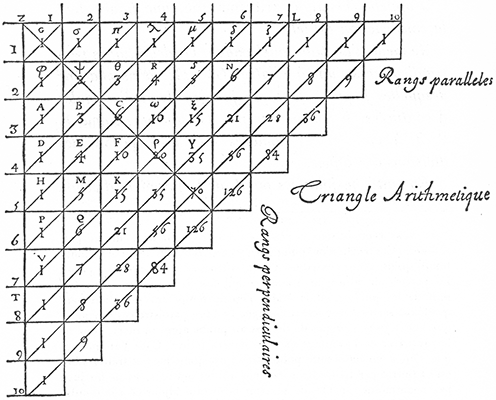 Z 1 2 3 4 5 6 7 L 8 9 10
σ π λ μ δ ζ
1 1 1 1 1 1 1 1 1 1 1
φ ψ θ R S N
2 1 2 3 4 5 6 7 8 9
Rangs paralleles
A B C ω ξ
3 1 3 6 10 15 21 28 36
D E F ρ Y
4 1 4 10 20 35 56 84
H M K
5 1 5 15 35 70 126
Triangle Arithmetique
Rangs perpendiculaires
P Q
6 1 6 21 56 126
V
7 1 7 28 84
T
8 1 8 36
9 1 9
10 1